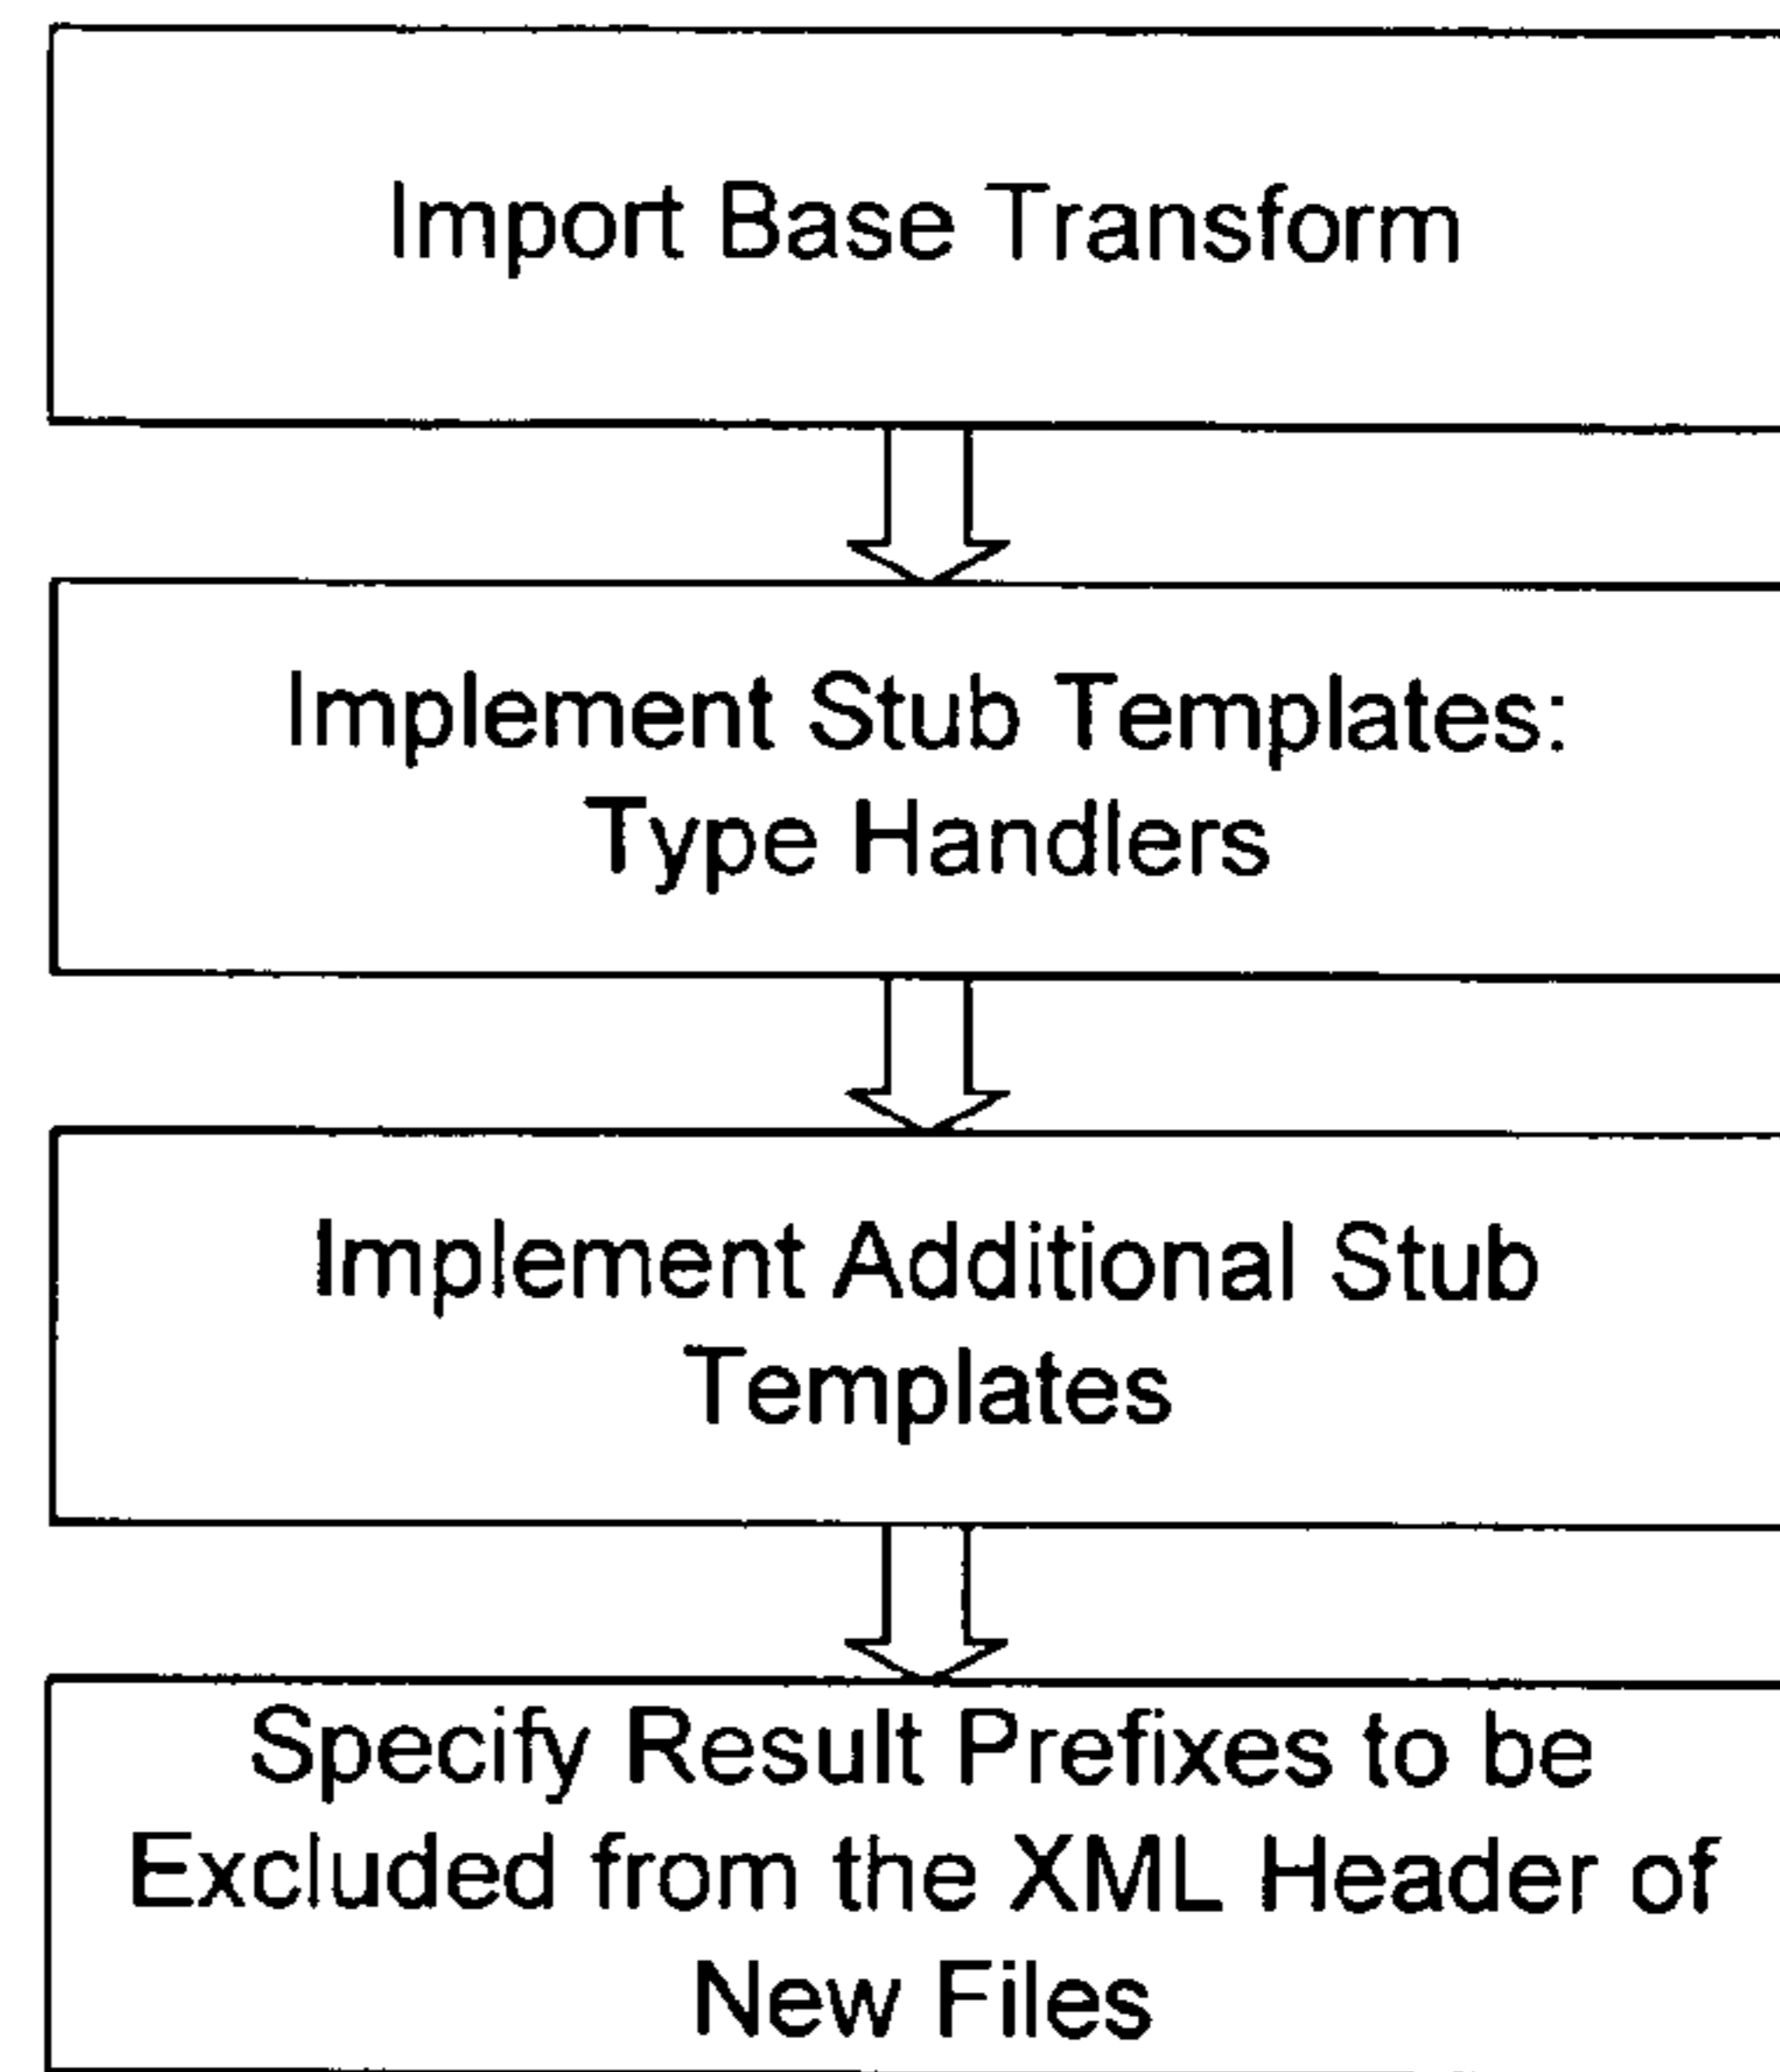 Import Base Transform
Implement Stub Templates:
Type Handlers
Implement Additional Stub
Templates
Specify Result Prefixes to be
Excluded from the XML Header of
New Files